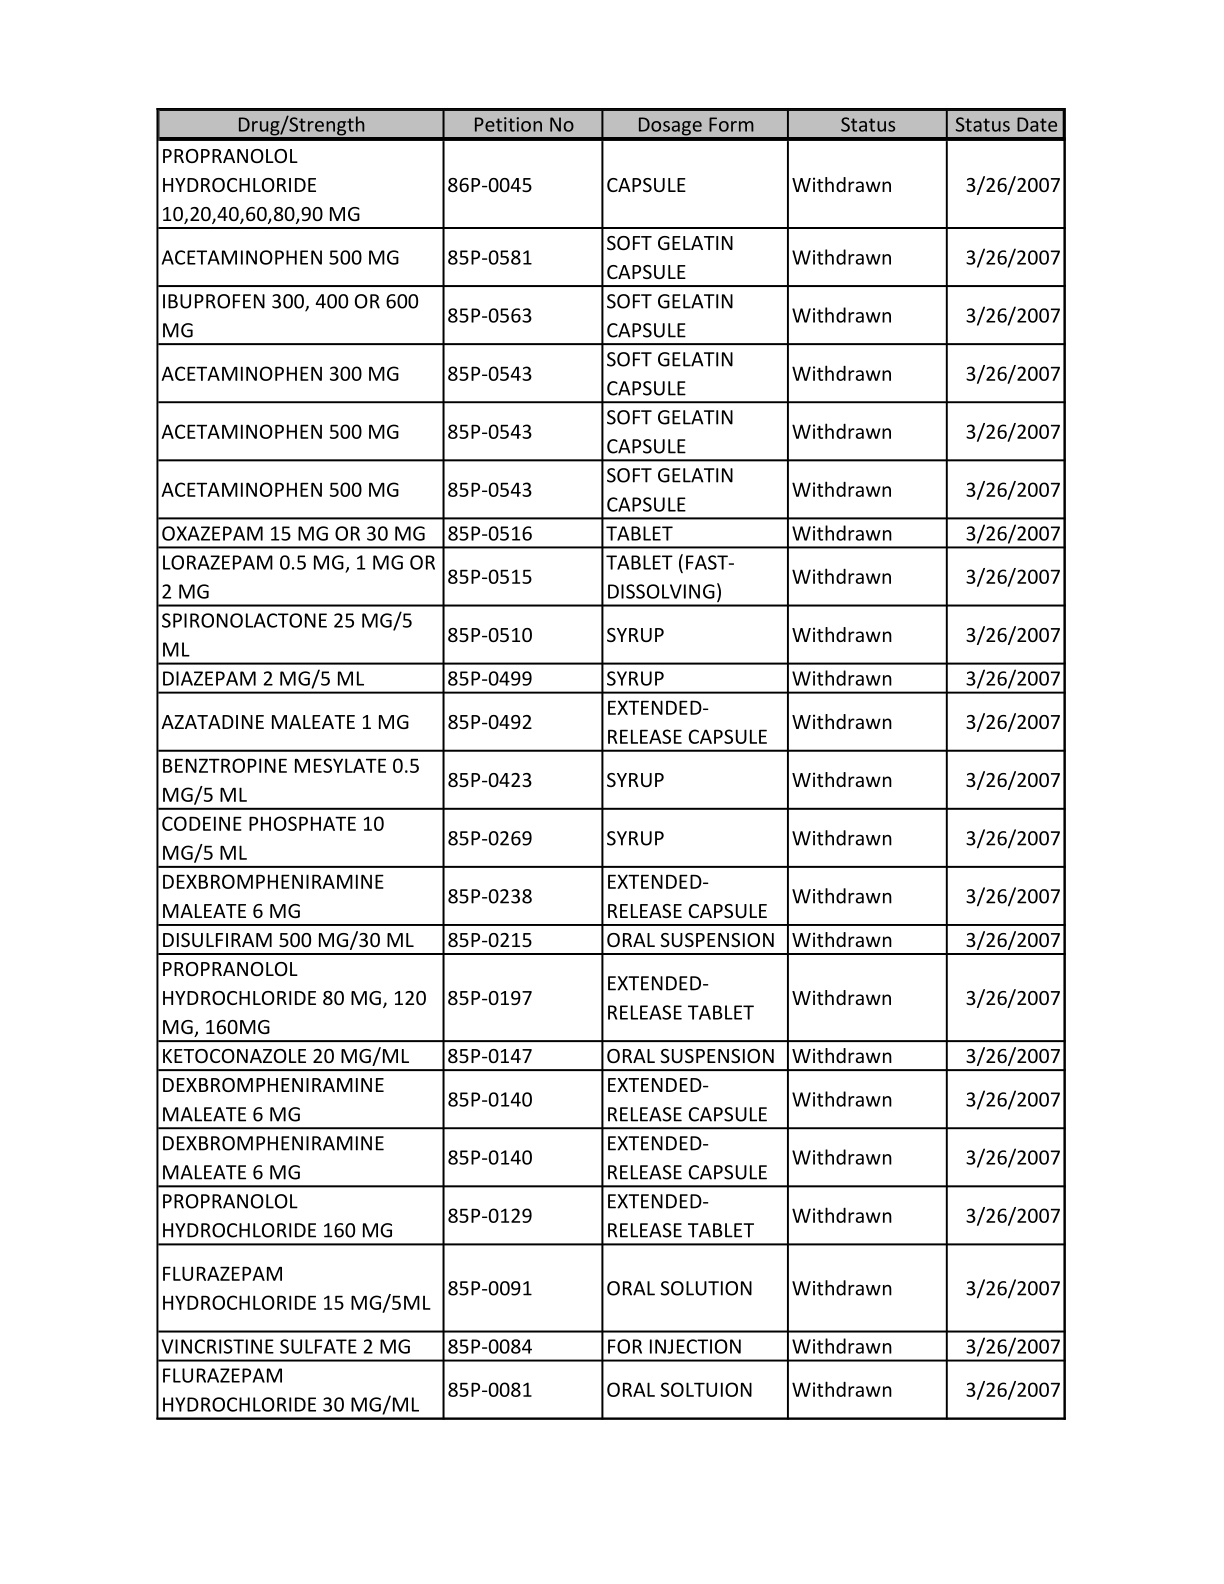 Drug/Strength Petition No Dosage Form Status Status Date
PROPRANOLOL
HYDROCHLORIDE
10,20,40,60,80,90 MG
86P-0045 CAPSULE Withdrawn 3/26/2007
ACETAMINOPHEN 500 MG 85P-0581 SOFT GELATIN
CAPSULE
Withdrawn 3/26/2007
IBUPROFEN 300, 400 OR 600
MG
85P-0563 SOFT GELATIN
CAPSULE
Withdrawn 3/26/2007
ACETAMINOPHEN 300 MG 85P-0543 SOFT GELATIN
CAPSULE
Withdrawn 3/26/2007
ACETAMINOPHEN 500 MG 85P-0543 SOFT GELATIN
CAPSULE
Withdrawn 3/26/2007
ACETAMINOPHEN 500 MG 85P-0543 SOFT GELATIN
CAPSULE
Withdrawn 3/26/2007
OXAZEPAM 15 MG OR 30 MG 85P-0516 TABLET Withdrawn 3/26/2007
LORAZEPAM 0.5 MG, 1 MG OR
2 MG
85P-0515 TABLET (FAST-
DISSOLVING)
Withdrawn 3/26/2007
SPIRONOLACTONE 25 MG/5
ML
85P-0510 SYRUP Withdrawn 3/26/2007
DIAZEPAM 2 MG/5 ML 85P-0499 SYRUP Withdrawn 3/26/2007
AZATADINE MALEATE 1 MG 85P-0492 EXTENDED-
RELEASE CAPSULE
Withdrawn 3/26/2007
BENZTROPINE MESYLATE 0.5
MG/5 ML
85P-0423 SYRUP Withdrawn 3/26/2007
CODEINE PHOSPHATE 10
MG/5 ML
85P-0269 SYRUP Withdrawn 3/26/2007
DEXBROMPHENIRAMINE
MALEATE 6 MG
85P-0238 EXTENDED-
RELEASE CAPSULE
Withdrawn 3/26/2007
DISULFIRAM 500 MG/30 ML 85P-0215 ORAL SUSPENSION Withdrawn 3/26/2007
PROPRANOLOL
HYDROCHLORIDE 80 MG, 120
MG, 160MG
85P-0197 EXTENDED-
RELEASE TABLET
Withdrawn 3/26/2007
KETOCONAZOLE 20 MG/ML 85P-0147 ORAL SUSPENSION Withdrawn 3/26/2007
DEXBROMPHENIRAMINE
MALEATE 6 MG
85P-0140 EXTENDED-
RELEASE CAPSULE
Withdrawn 3/26/2007
DEXBROMPHENIRAMINE
MALEATE 6 MG
85P-0140 EXTENDED-
RELEASE CAPSULE
Withdrawn 3/26/2007
PROPRANOLOL
HYDROCHLORIDE 160 MG
85P-0129 EXTENDED-
RELEASE TABLET
Withdrawn 3/26/2007
FLURAZEPAM
HYDROCHLORIDE 15 MG/5ML
85P-0091 ORAL SOLUTION Withdrawn 3/26/2007
VINCRISTINE SULFATE 2 MG 85P-0084 FOR INJECTION Withdrawn 3/26/2007
FLURAZEPAM
HYDROCHLORIDE 30 MG/ML
85P-0081 ORAL SOLTUION Withdrawn 3/26/2007